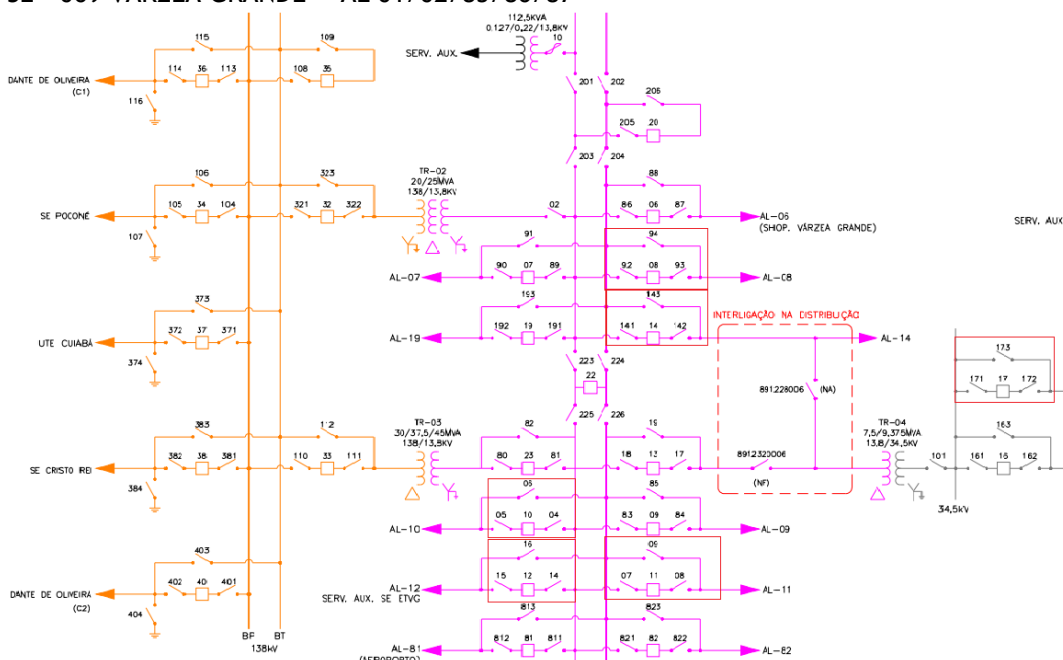 112,5KVA
0.127/0,22/13,8KV
SERV. AUX.
10
115
109
114
36
113
108
35
DANTE DE OLIVEIRA
(C1)
116
201
202
206
205
20
203
204
106
323
TR-02
20/25MVA
138/13,8KV
88
105
34
104
321
32
322
02
86
06
87
SE POCONÉ
AL-06
(SHOP. VÁRZEA GRANDE)
SERV. AUX
107
91
94
90
07
89
92
08
93
AL-07
AL-08
193
143
INTERLIGAÇÃO NA DISTRIBUIÇÃO
373
372
37
371
192
19
191
141
14
142
UTE CUIABÁ
AL-19
AL-14
374
223
224
22
173
171
17
172
891.228006
(NA)
225
226
383
112
TR-03
30/37,5/45MVA
138/13,8KV
82
19
TR-04
7,5/9,375MVA
13,8/34,5KV
163
382
38
381
110
33
111
80
23
81
18
13
17
891.2320006
(NF)
101
161
16
162
SE CRISTO REI
384
06
85
05
10
04
83
09
84
AL-10
AL-09
34,5kV
403
16
09
402
40
401
15
12
14
07
11
08
DANTE DE OLIVEIRA
(C2)
AL-12
SERV. AUX. SE ETVG
AL-11
404
813
823
BF
BT
138kV
812
81
811
821
82
822
AL-81
(AEROPORTO)
AL-82